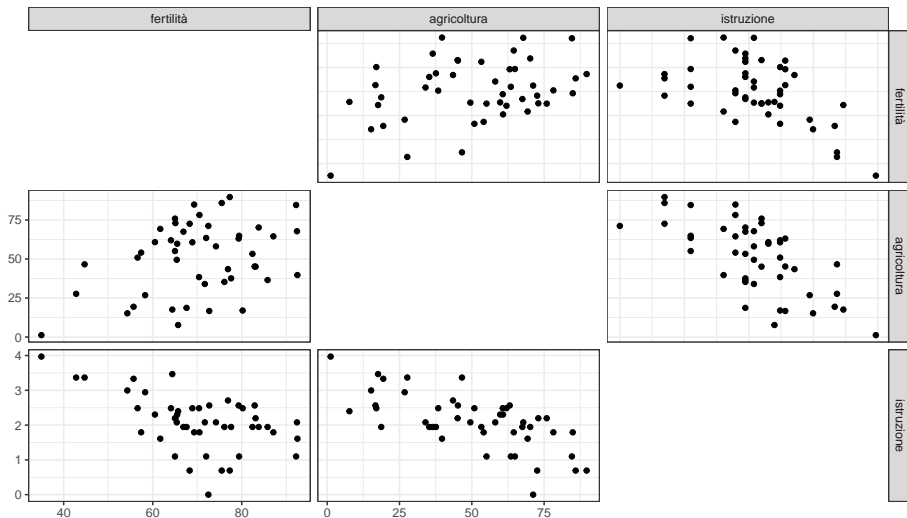 fertilità agricoltura istruzione
fertilità
75
50
25
0
agricoltura
4
3
2
1
0
istruzione
40 60 80 0 25 50 75